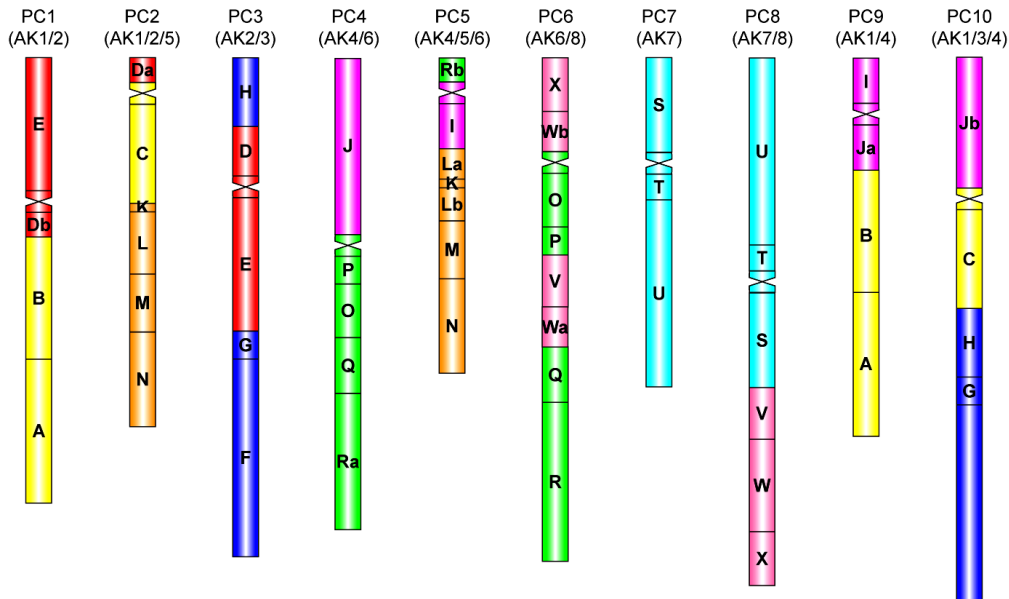 PC1 PC2 PC3 PC4 PC5 PC6 PC7 PC8 PC9 PC10
(AK1/2) (AK1/2/5) (AK2/3) (AK4/6) (AK4/5/6) (AK6/8) (AK7) (AK7/8) (AK1/4) (AK1/3/4)
E
Db
B
A
Da
C
K
L
M
N
H
D
E
G
F
J
P
O
Q
Ra
Rb
I
La
K
Lb
M
N
X
Wb
O
P
V
Wa
Q
R
S
T
U
U
T
S
V
W
X
I
Ja
B
A
Jb
C
H
G